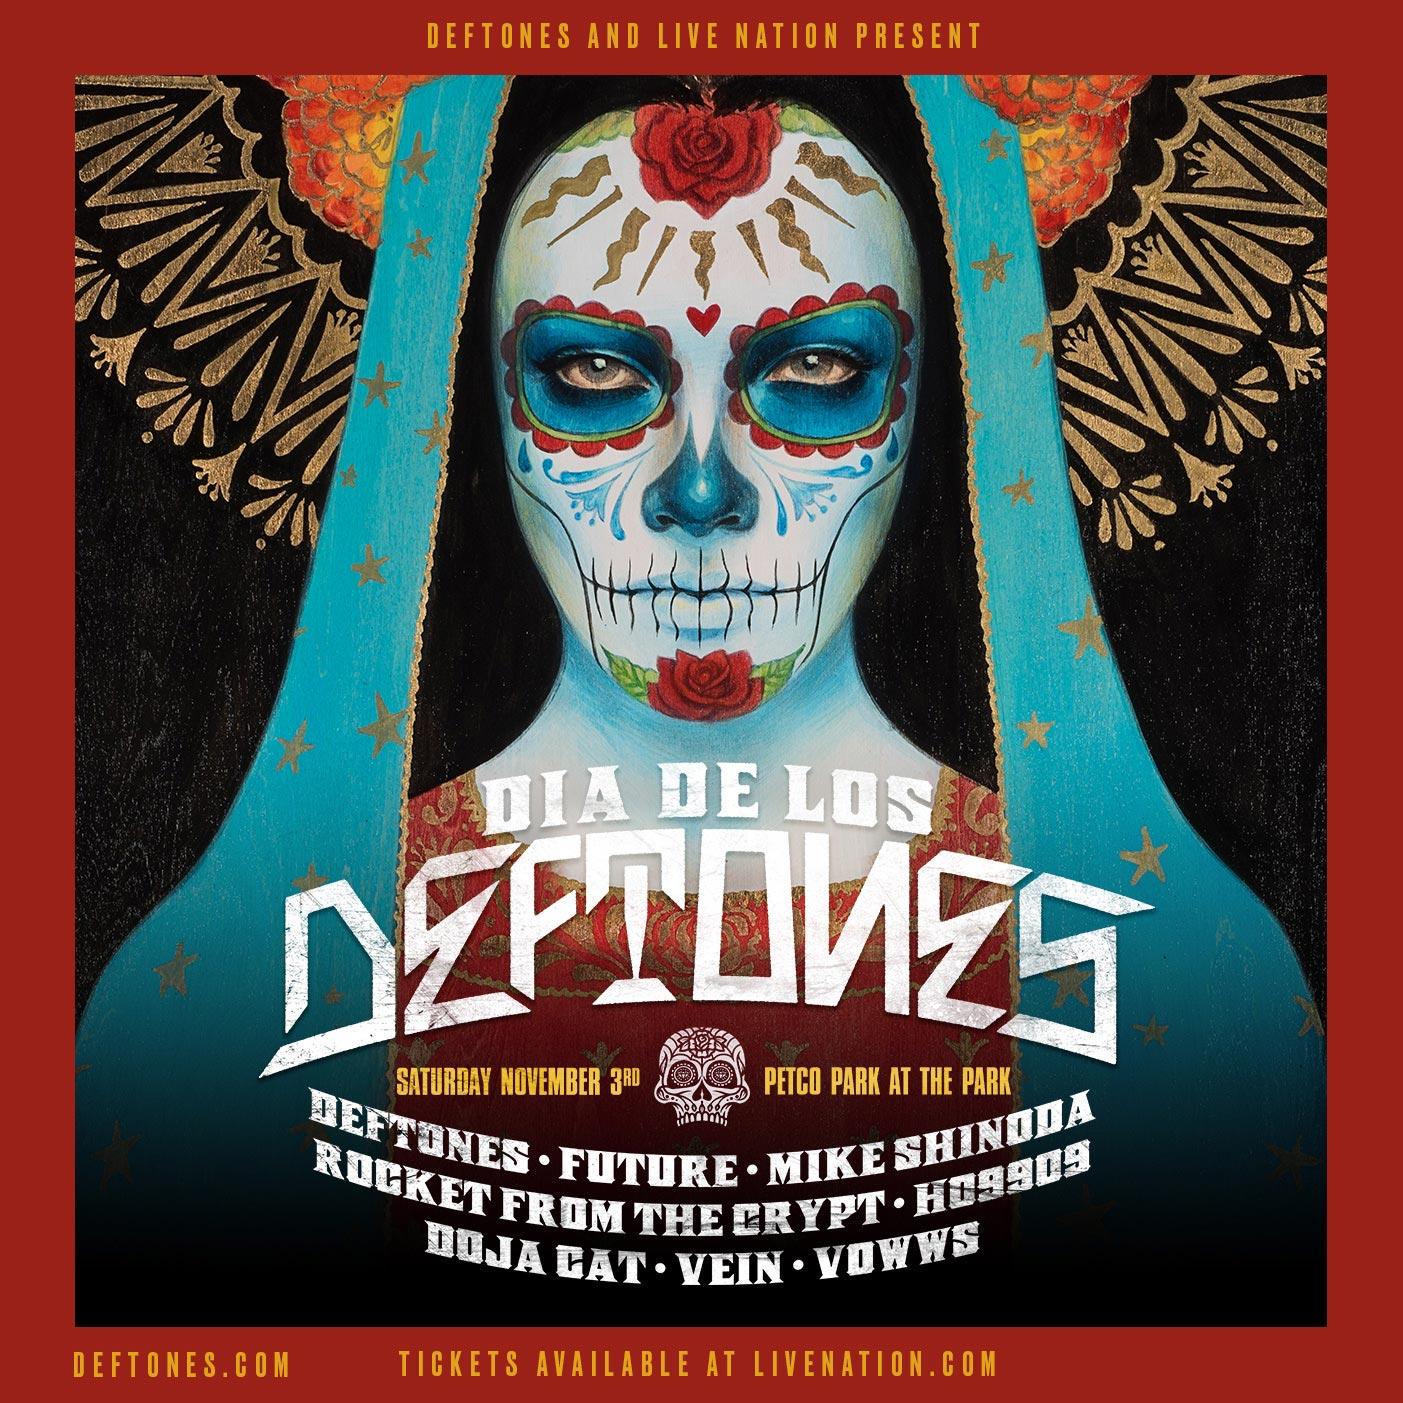 DEFTONES AND LIVE NATION PRESENT
DIA DE LOS
DEFTONES
SATURDAY NOVEMBER 3RD PETCO PARK AT THE PARK
DEFTONES · FUTURE · MIKE SHINODA
ROCKET FROM THE CRYPT · HO99O9
DOJA CAT · VEIN · VOWWS
DEFTONES.COM TICKETS AVAILABLE AT LIVENATION.COM